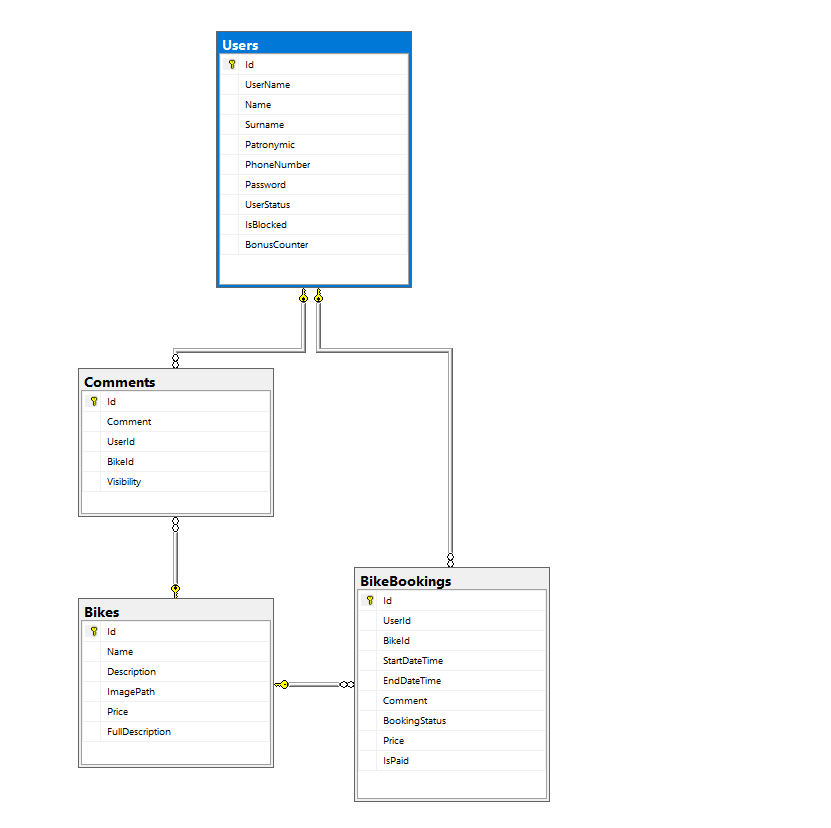 Users
Id
UserName
Name
Surname
Patronymic
PhoneNumber
Password
UserStatus
IsBlocked
BonusCounter
Comments
Id
Comment
UserId
BikeId
Visibility
Bikes
Id
Name
Description
ImagePath
Price
FullDescription
BikeBookings
Id
UserId
BikeId
StartDateTime
EndDateTime
Comment
BookingStatus
Price
IsPaid